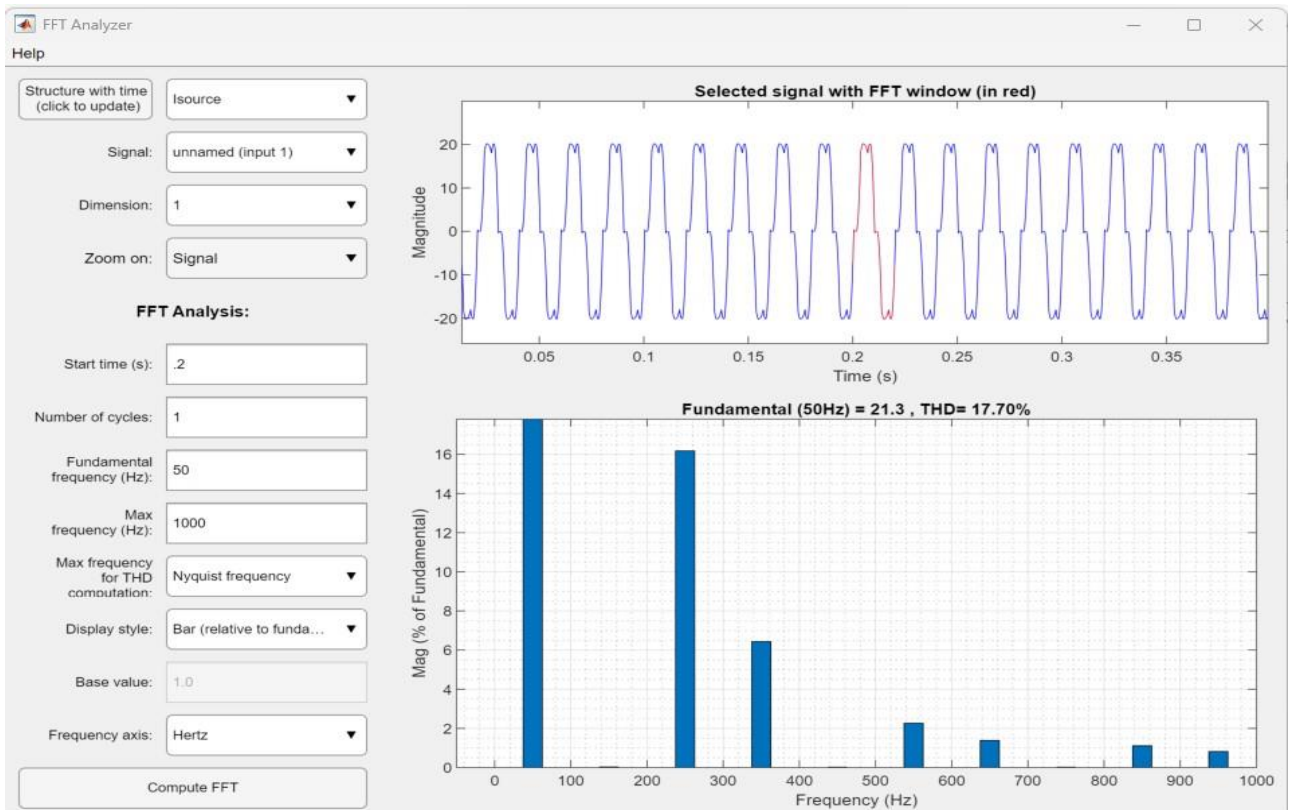 FFT Analyzer
Help
Structure with time
(click to update)
Isource
Signal:
unnamed (input 1)
Dimension:
1
Zoom on:
Signal
FFT Analysis:
Start time (s):
.2
Number of cycles:
1
Fundamental
frequency (Hz):
50
Max
frequency (Hz):
1000
Max frequency
for THD
computation:
Nyquist frequency
Display style:
Bar (relative to funda...
Base value:
1.0
Frequency axis:
Hertz
Compute FFT
Selected signal with FFT window (in red)
20
10
0
-10
-20
Magnitude
0.05 0.1 0.15 0.2 0.25 0.3 0.35
Time (s)
Fundamental (50Hz) = 21.3 , THD= 17.70%
16
14
12
10
8
6
4
2
0
Mag (% of Fundamental)
0 100 200 300 400 500 600 700 800 900 1000
Frequency (Hz)